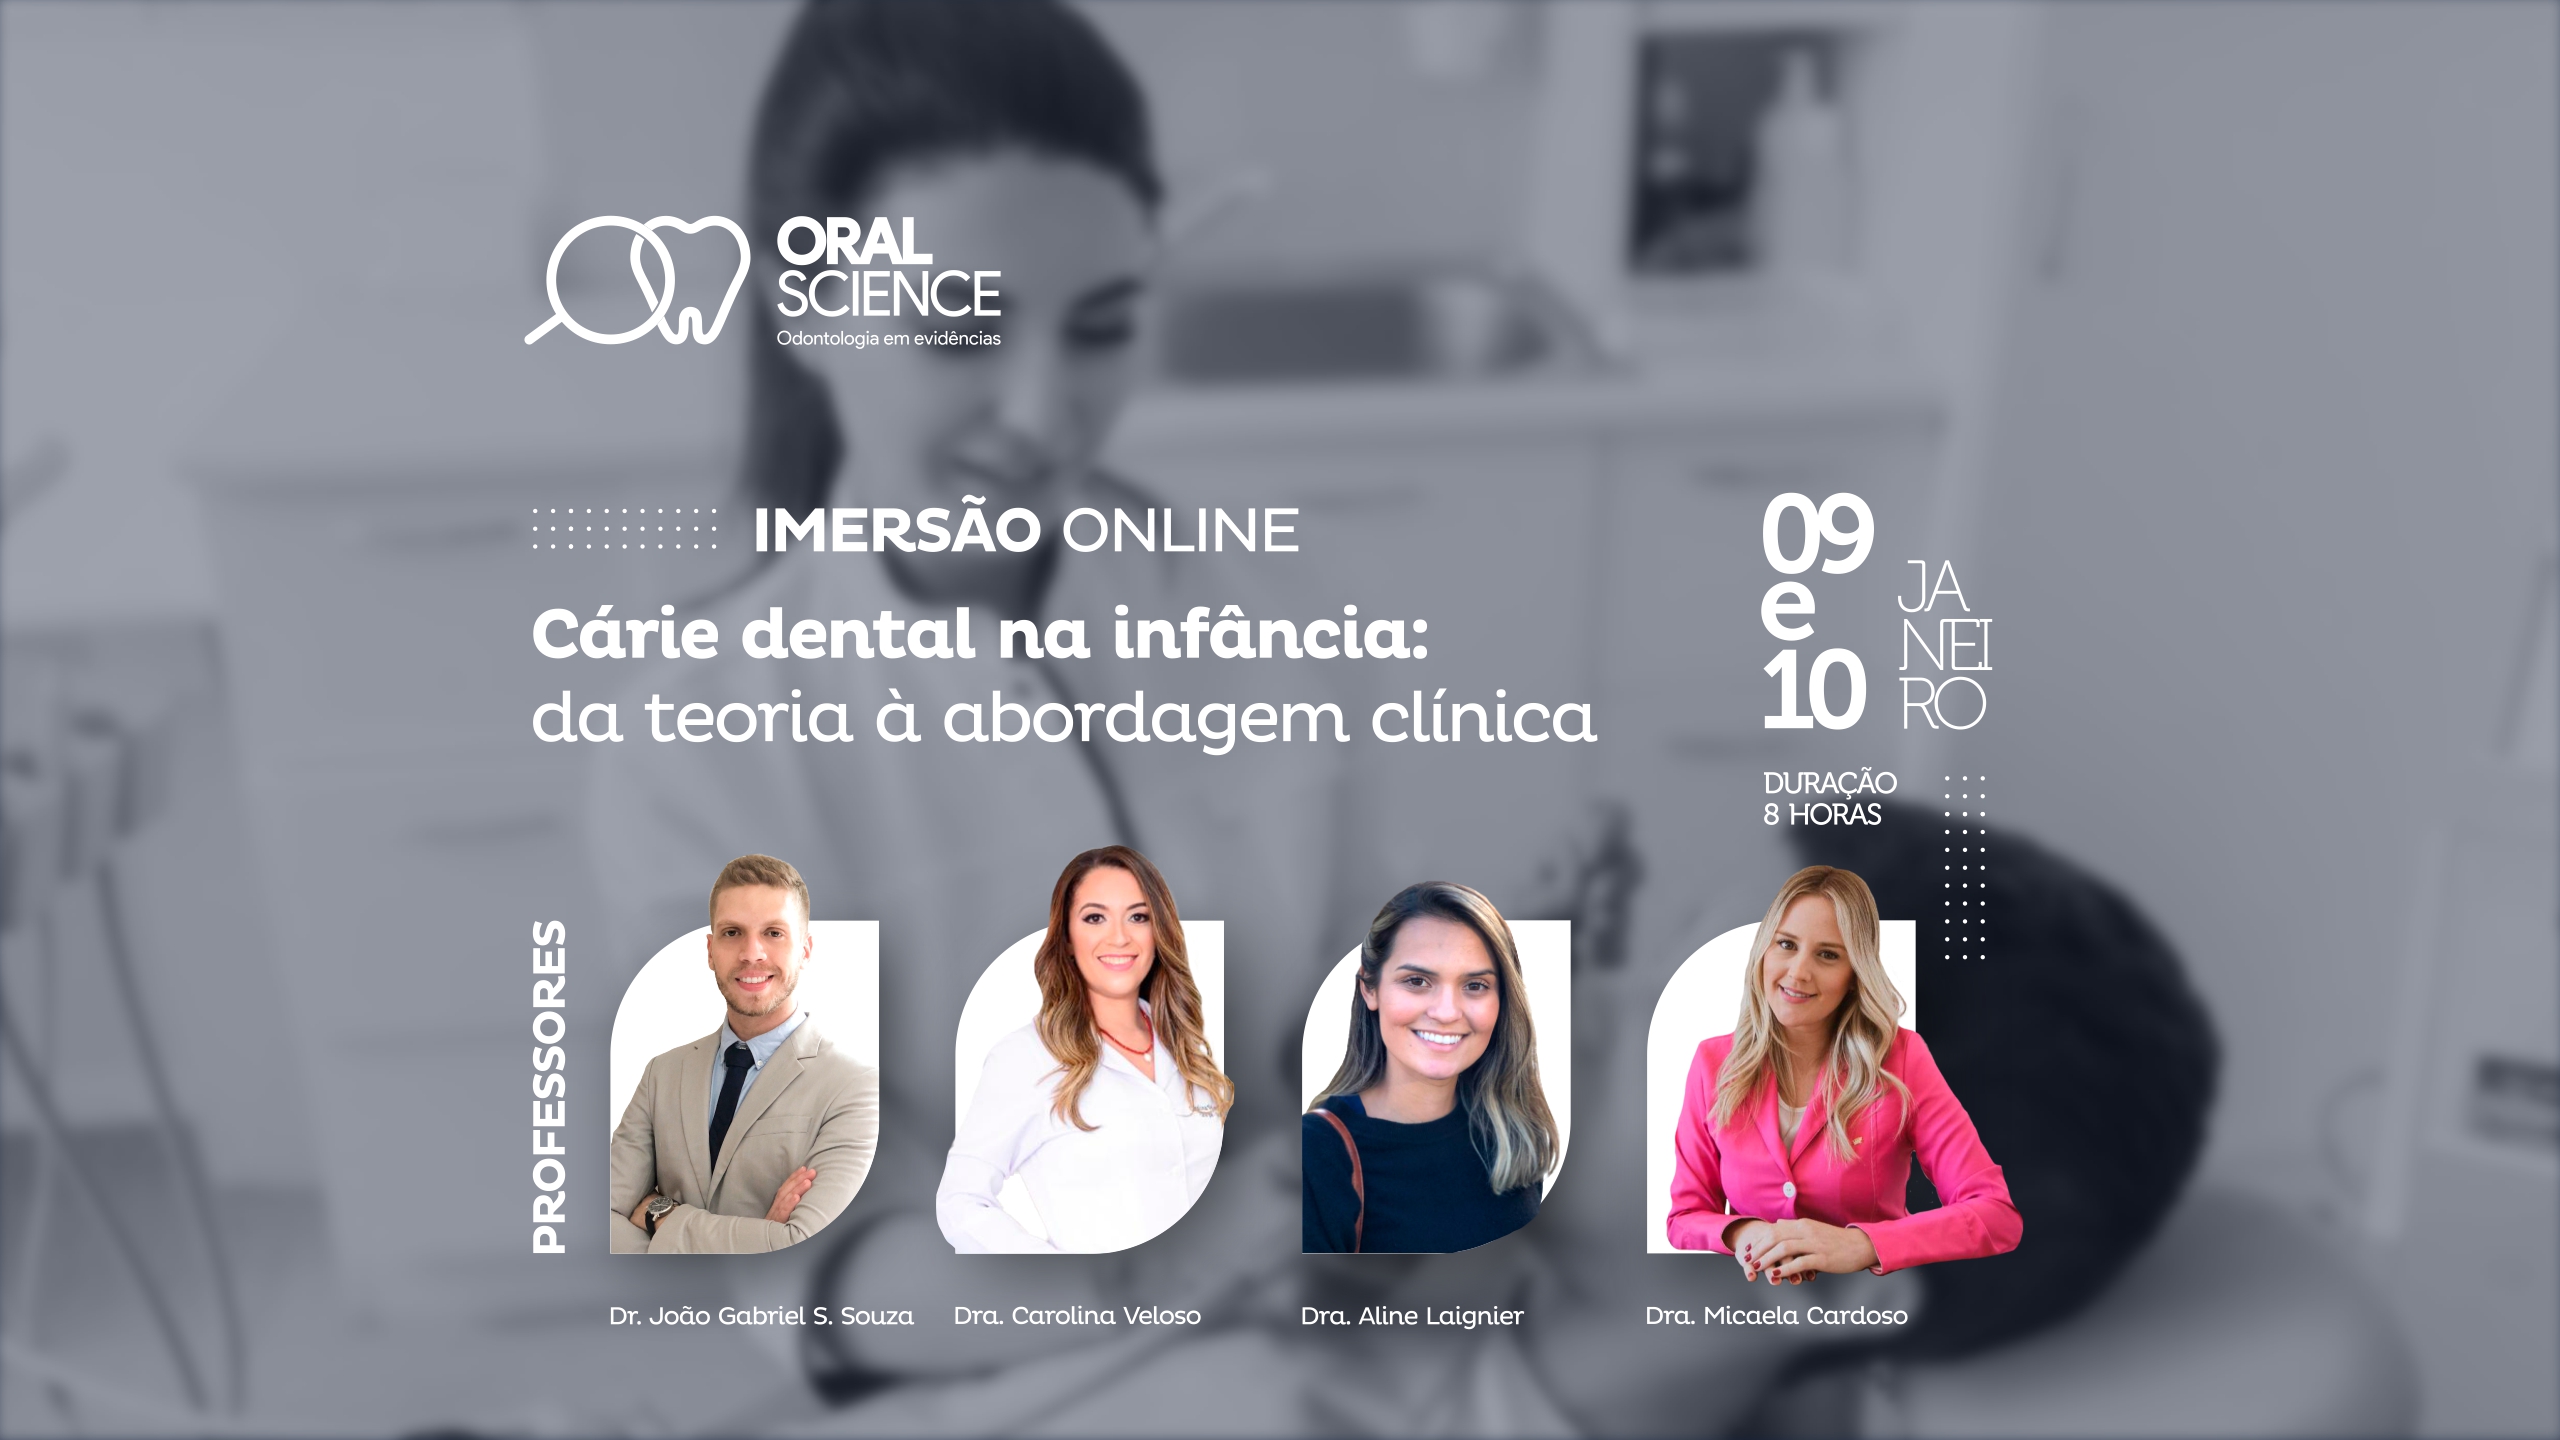 ORAL
SCIENCE
Odontologia em evidências
IMERSÃO ONLINE
Cárie dental na infância:
da teoria à abordagem clínica
09
e
10
JA
NEI
RO
DURAÇÃO
8 HORAS
PROFESSORES
Dr. João Gabriel S. Souza
Dra. Carolina Veloso
Dra. Aline Laignier
Dra. Micaela Cardoso